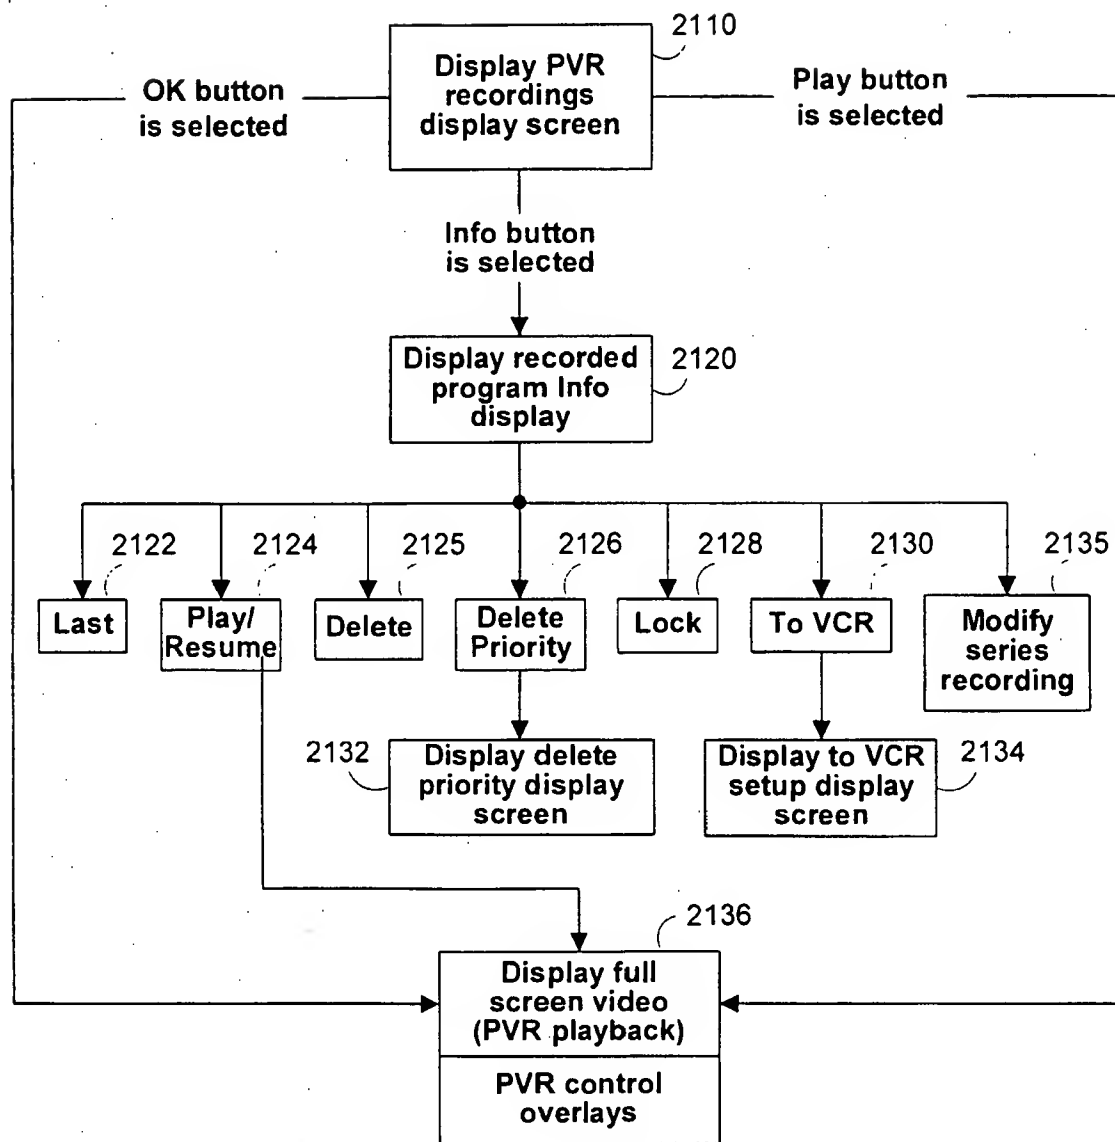 2110
Display PVR
recordings
display screen
OK button
is selected
Play button
is selected
Info button
is selected
Display recorded
program Info
display
2120
2122
2124
2125
2126
2128
2130
2135
Last
Play/
Resume
Delete
Delete
Priority
Lock
To VCR
Modify
series
recording
2132
Display delete
priority display
screen
Display to VCR
setup display
screen
2134
2136
Display full
screen video
(PVR playback)
PVR control
overlays